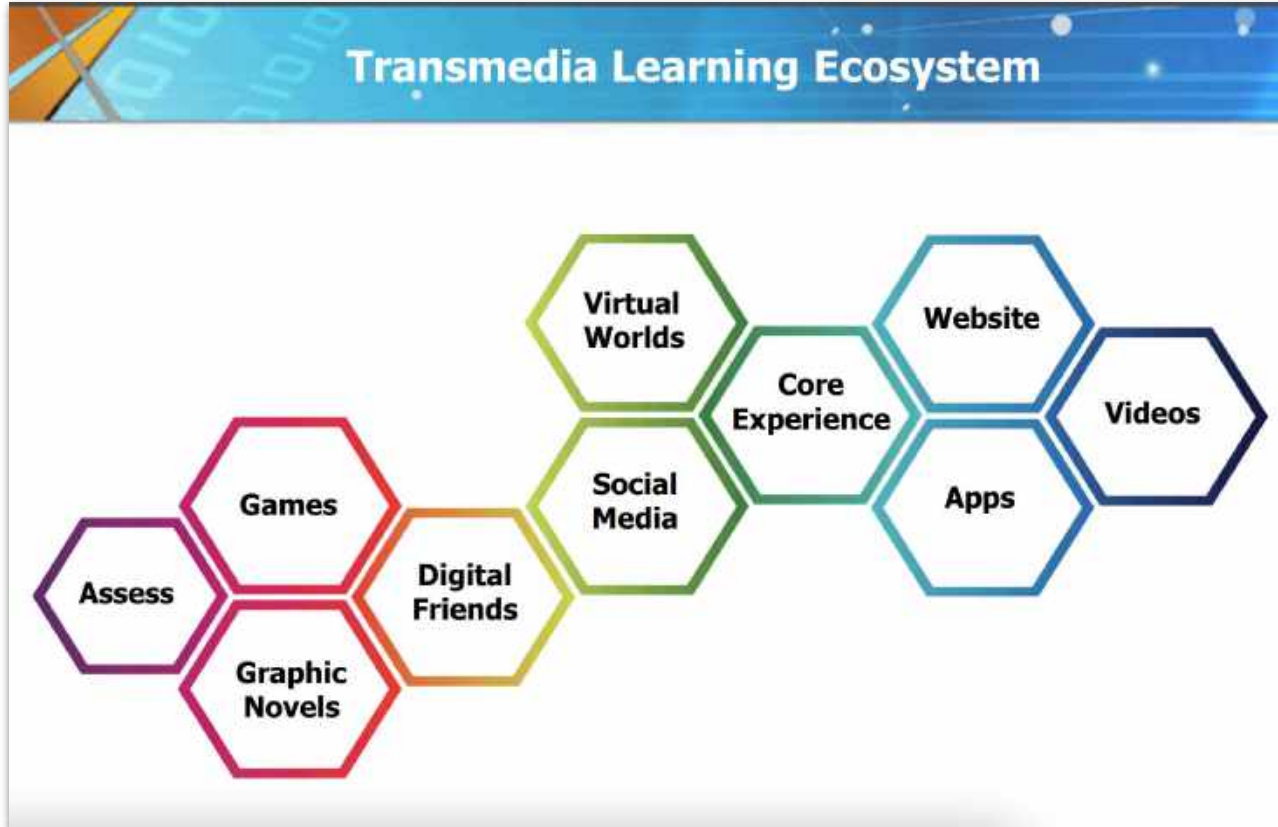 Transmedia Learning Ecosystem
Virtual
Worlds
Website
Core
Experience
Videos
Games
Social
Media
Apps
Assess
Digital
Friends
Graphic
Novels